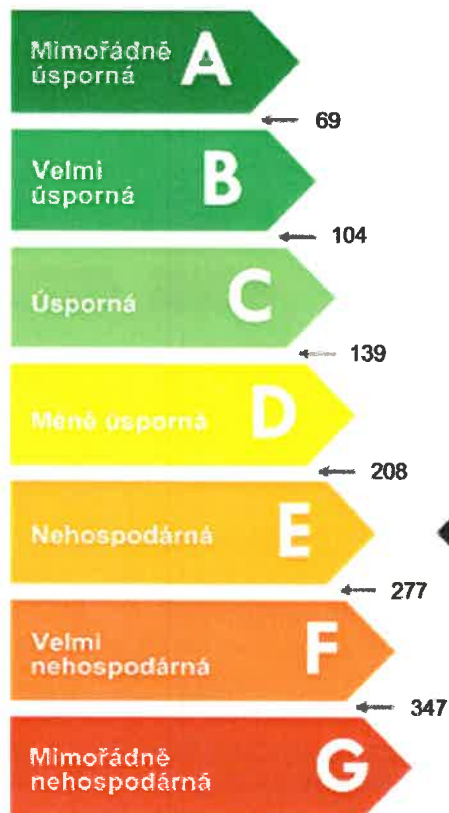 Mimořádně
úsporná A
69
Velmi
úsporná B
104
Úsporná C
139
Méně úsporná D
208
Nehospodárná E
277
Velmi
nehospodárná F
347
Mimořádně
nehospodárná G